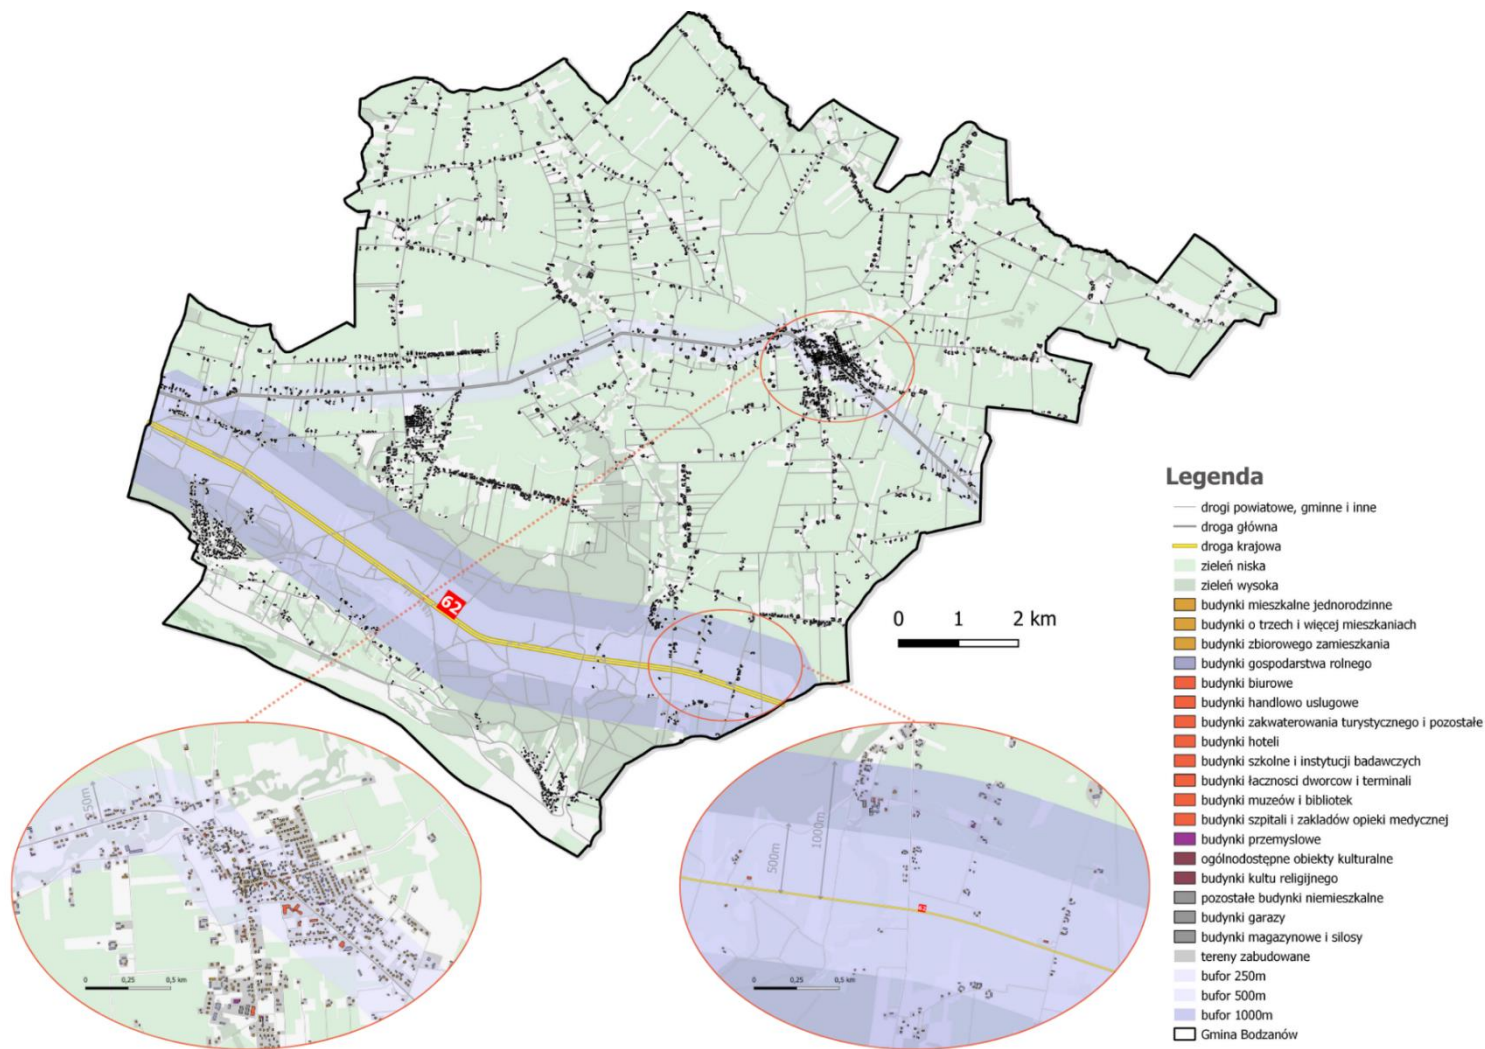 62
0 1 2 km
Legenda
drogi powiatowe, gminne i inne
droga główna
droga krajowa
zieleń niska
zieleń wysoka
budynki mieszkalne jednorodzinne
budynki o trzech i więcej mieszkaniach
budynki zbiorowego zamieszkania
budynki gospodarstwa rolnego
budynki biurowe
budynki handlowo uslugowe
budynki zakwaterowania turystycznego i pozostałe
budynki hoteli
budynki szkolne i instytucji badawczych
budynki łacznosci dworcow i terminali
budynki muzeów i bibliotek
budynki szpitali i zakladów opieki medycznej
budynki przemyslowe
ogólnodostępne obiekty kulturalne
budynki kultu religijnego
pozostałe budynki niemieszkalne
budynki garazy
budynki magazynowe i silosy
tereny zabudowane
bufor 250m
bufor 500m
bufor 1000m
Gmina Bodzanów
250m
0 0,25 0,5 km
500m
1000m
62
0 0,25 0,5 km